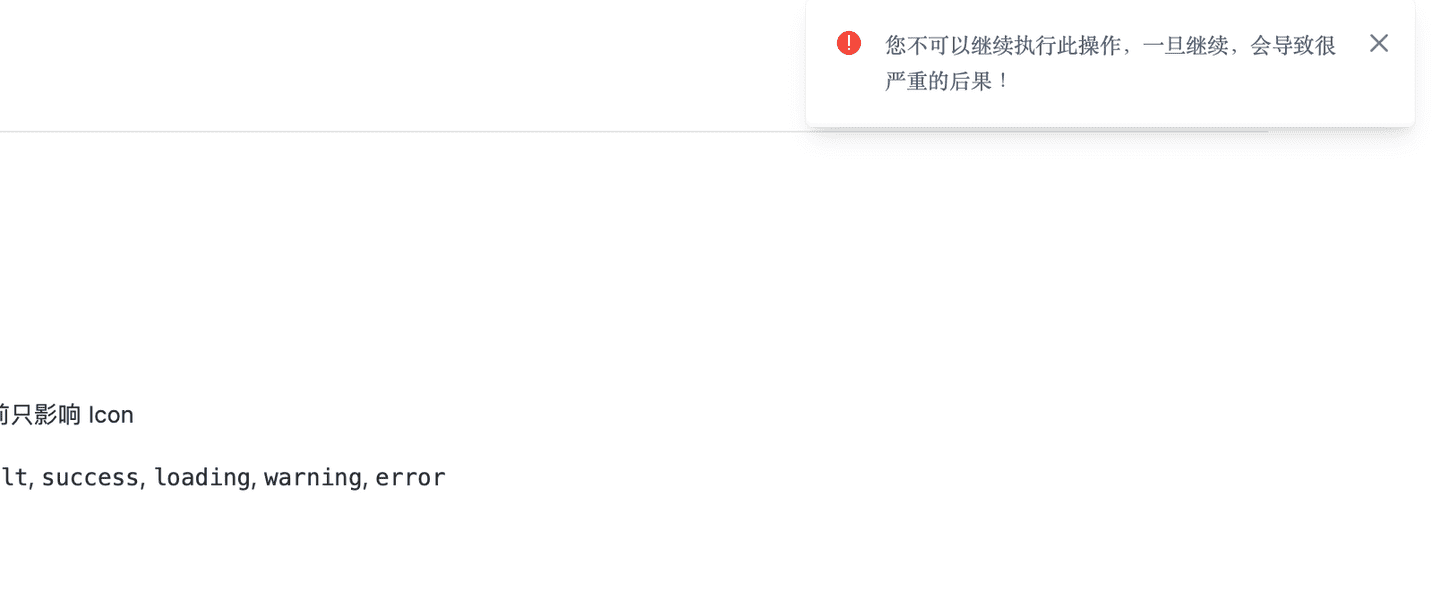 您不可以继续执行此操作，一旦继续，会导致很
严重的后果！
前只影响 Icon
lt, success, loading, warning, error